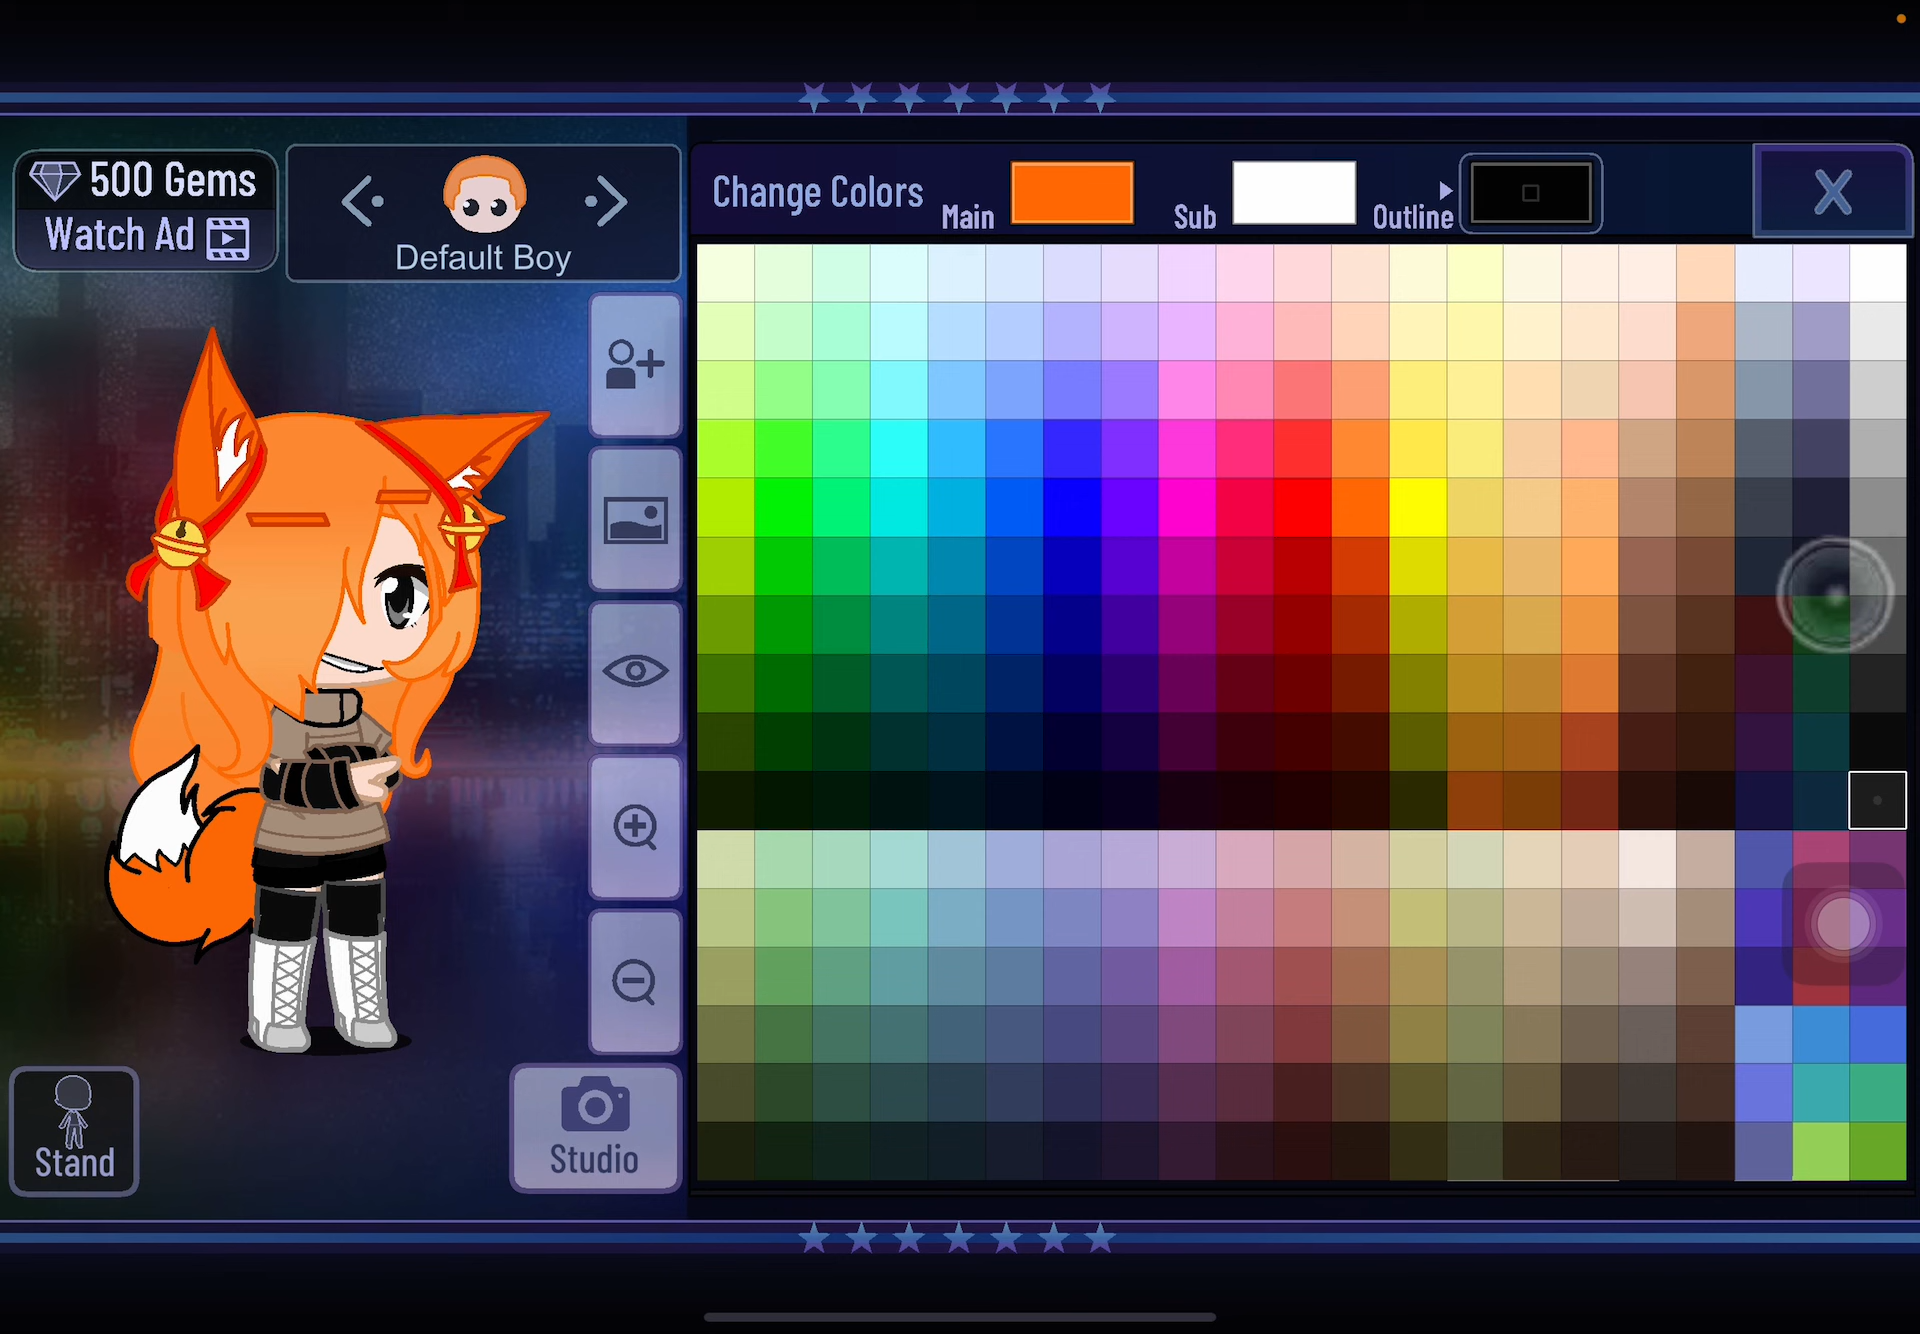 500 Gems
Watch Ad
Default Boy
Change Colors
Main
Sub
Outline
X
Stand
Studio